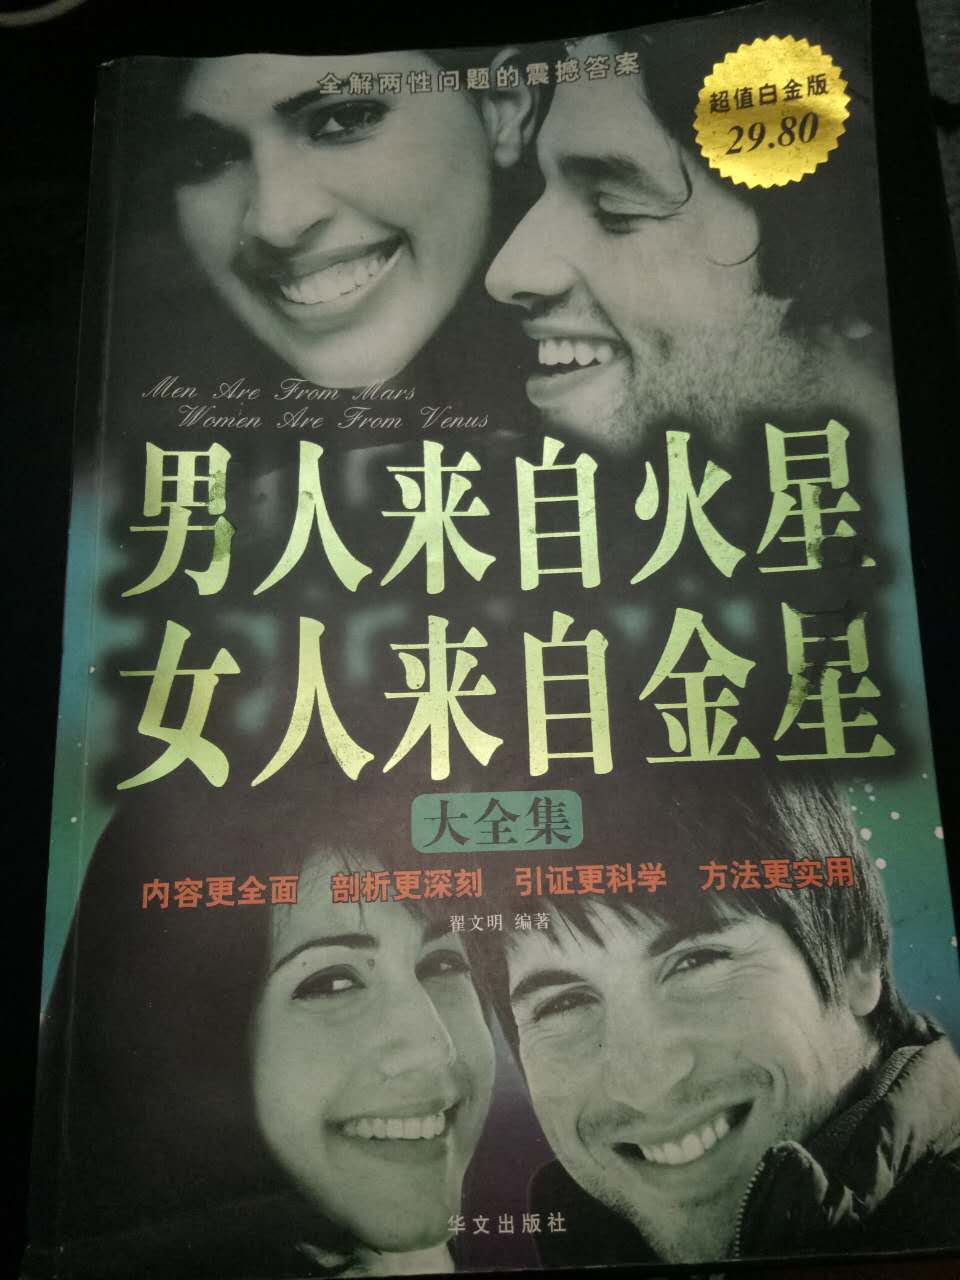 全解两性问题的震撼答案
超值白金版
29.80
Men Are From Mars
Women Are From Venus
男人来自火星
女人来自金星
大全集
内容更全面 剖析更深刻 引证更科学 方法更实用
翟文明 编著
华文出版社